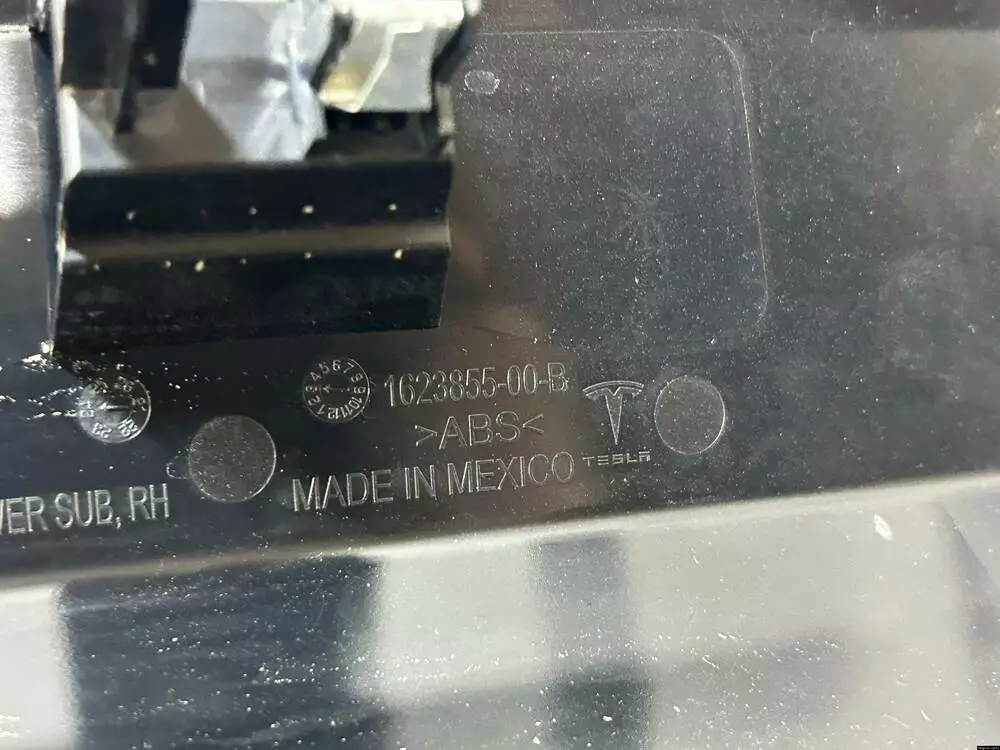 1623855-00-B
>ABS<
TESLA
MADE IN MEXICO
VER SUB, RH